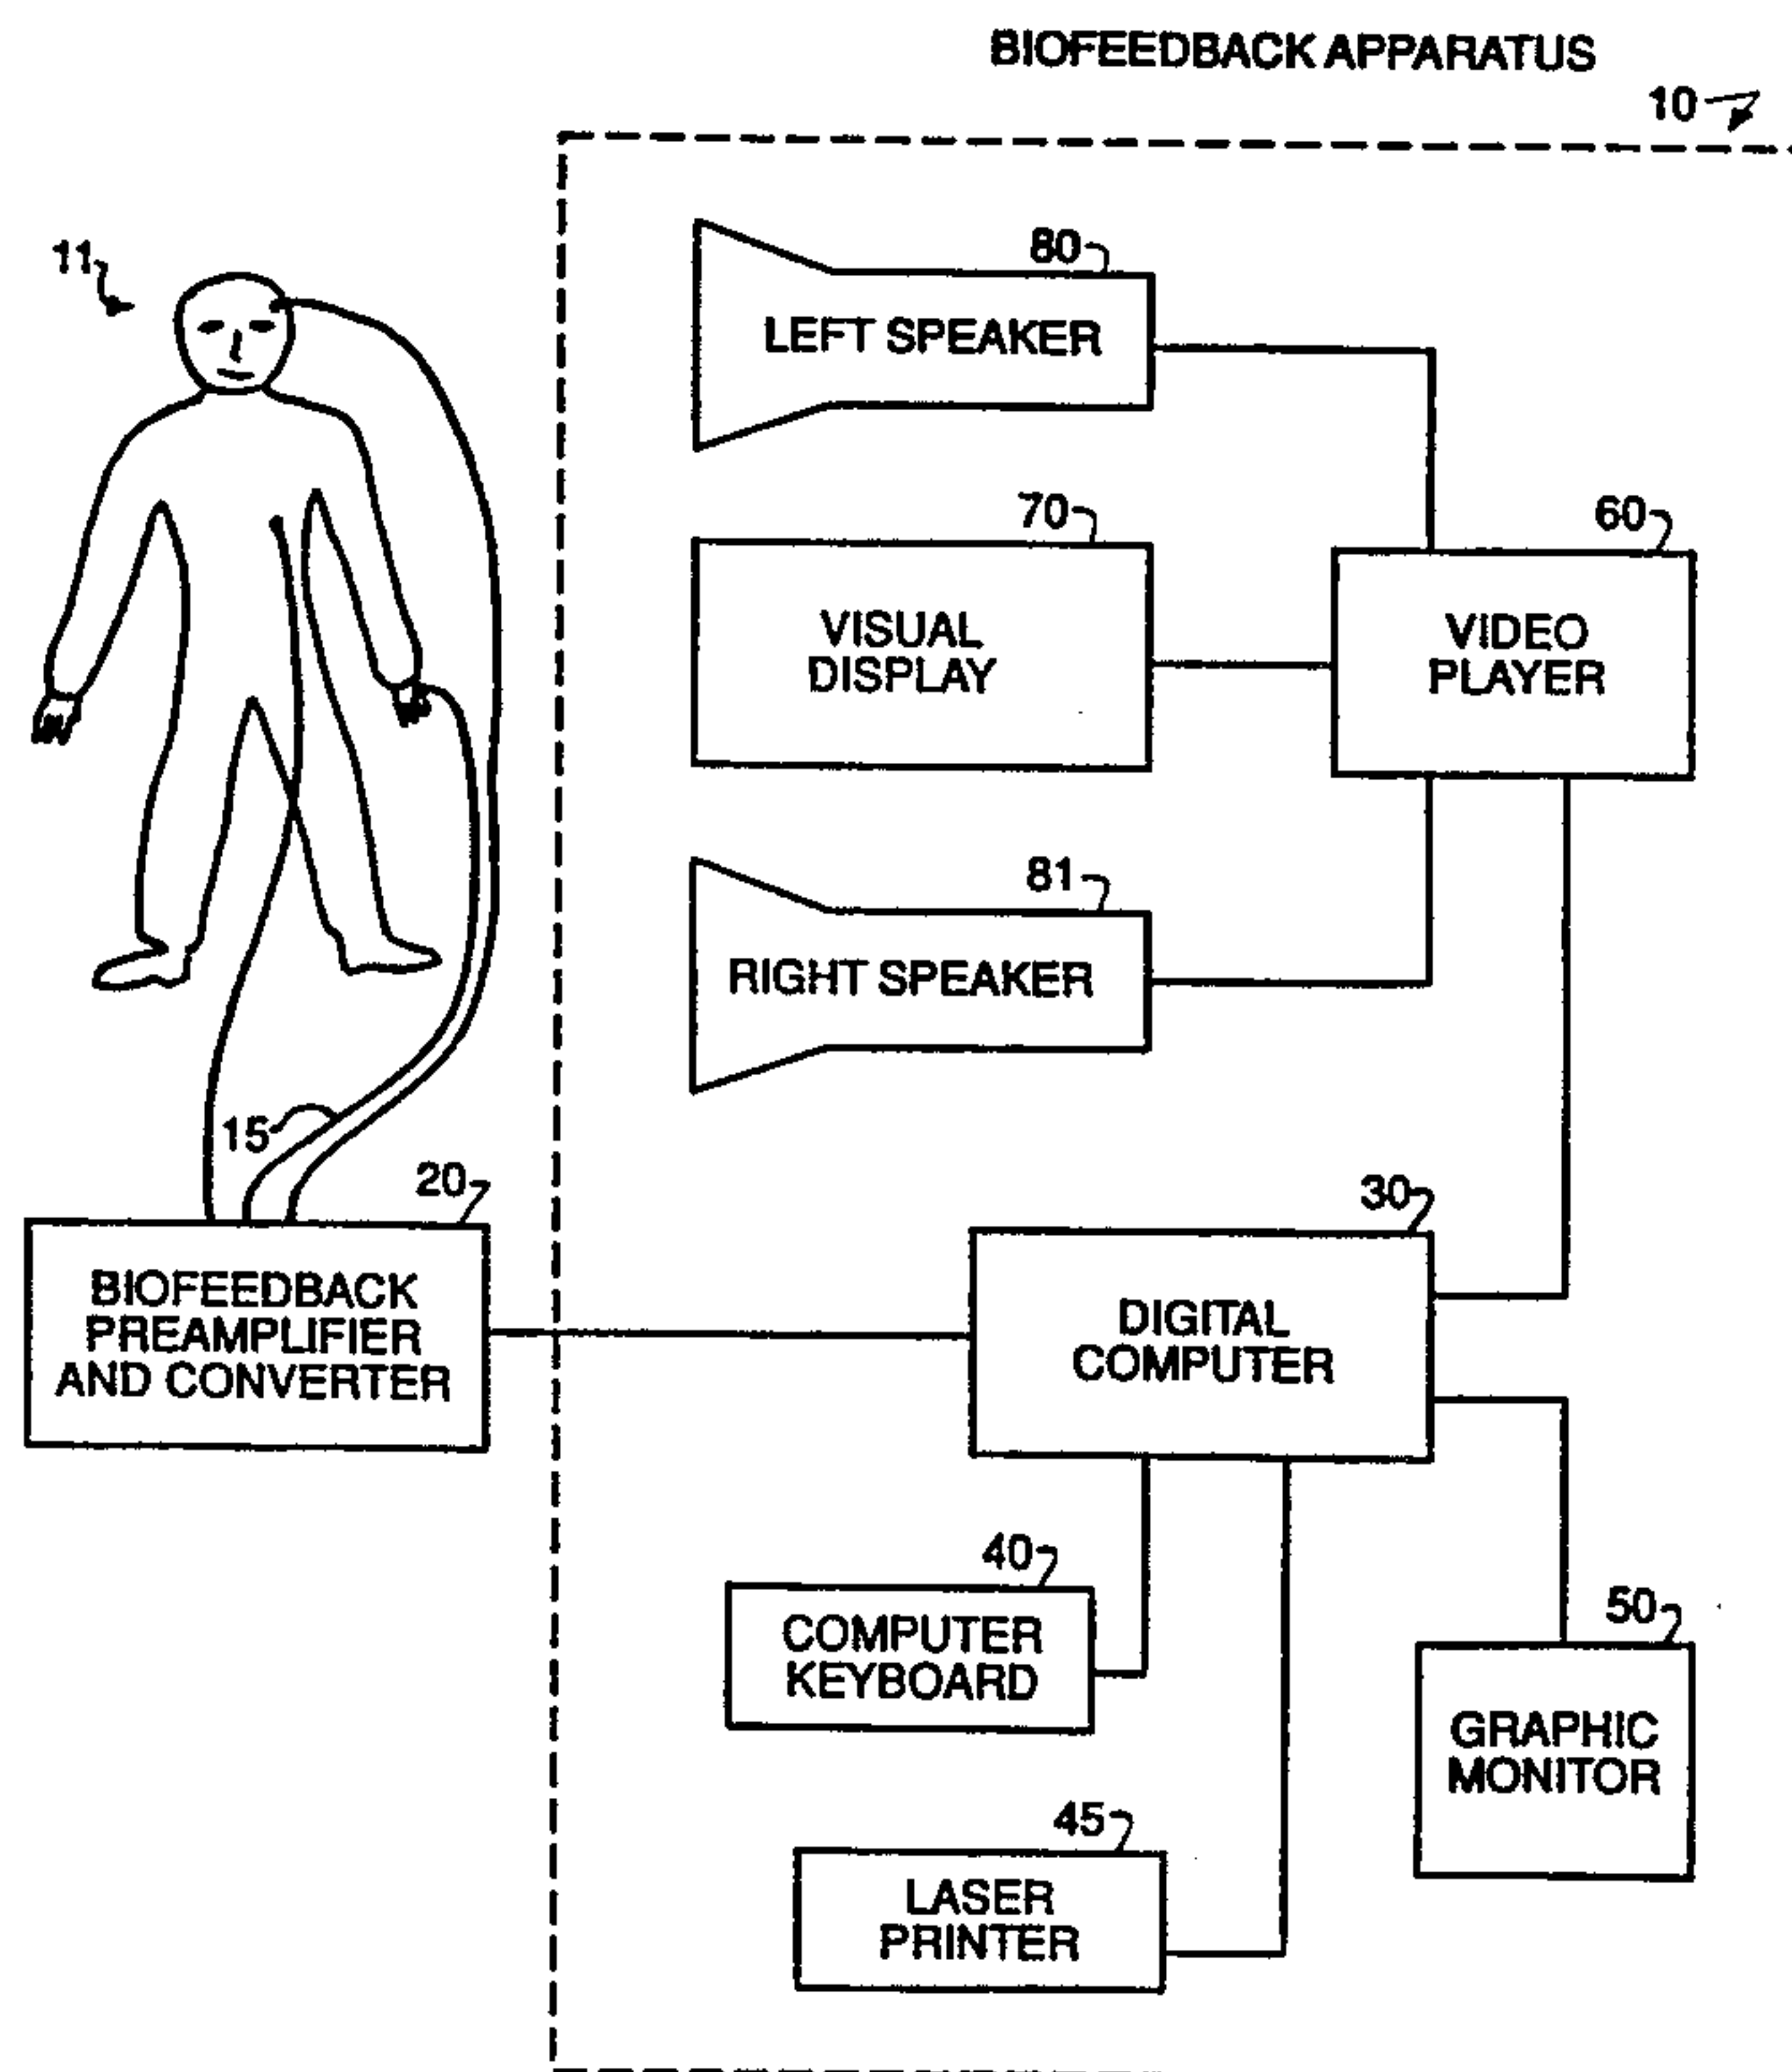 BIOFEEDBACK APPARATUS
10
11
80
LEFT SPEAKER
70
60
VISUAL
DISPLAY
VIDEO
PLAYER
81
RIGHT SPEAKER
15
20
30
BIOFEEDBACK
PREAMPLIFIER
AND CONVERTER
DIGITAL
COMPUTER
40
COMPUTER
KEYBOARD
50
GRAPHIC
MONITOR
45
LASER
PRINTER